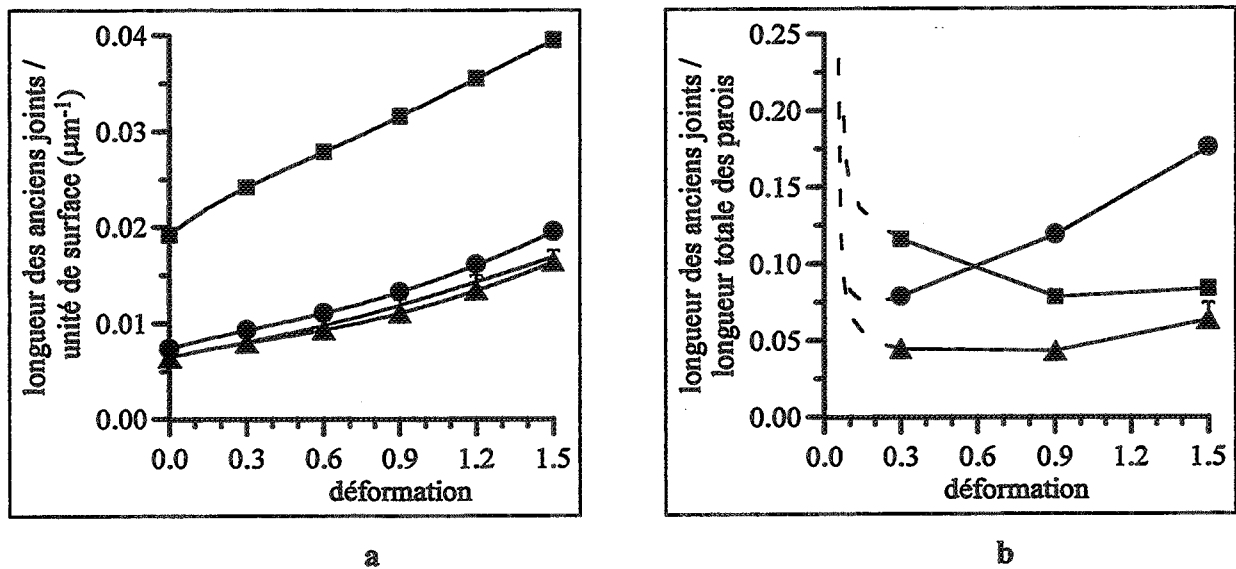 longueur des anciens joints /
unité de surface (µm⁻¹)
0.04
0.03
0.02
0.01
0.00
0.0 0.3 0.6 0.9 1.2 1.5
déformation
a
longueur des anciens joints /
longueur totale des parois
0.25
0.20
0.15
0.10
0.05
0.00
0.0 0.3 0.6 0.9 1.2 1.5
déformation
b